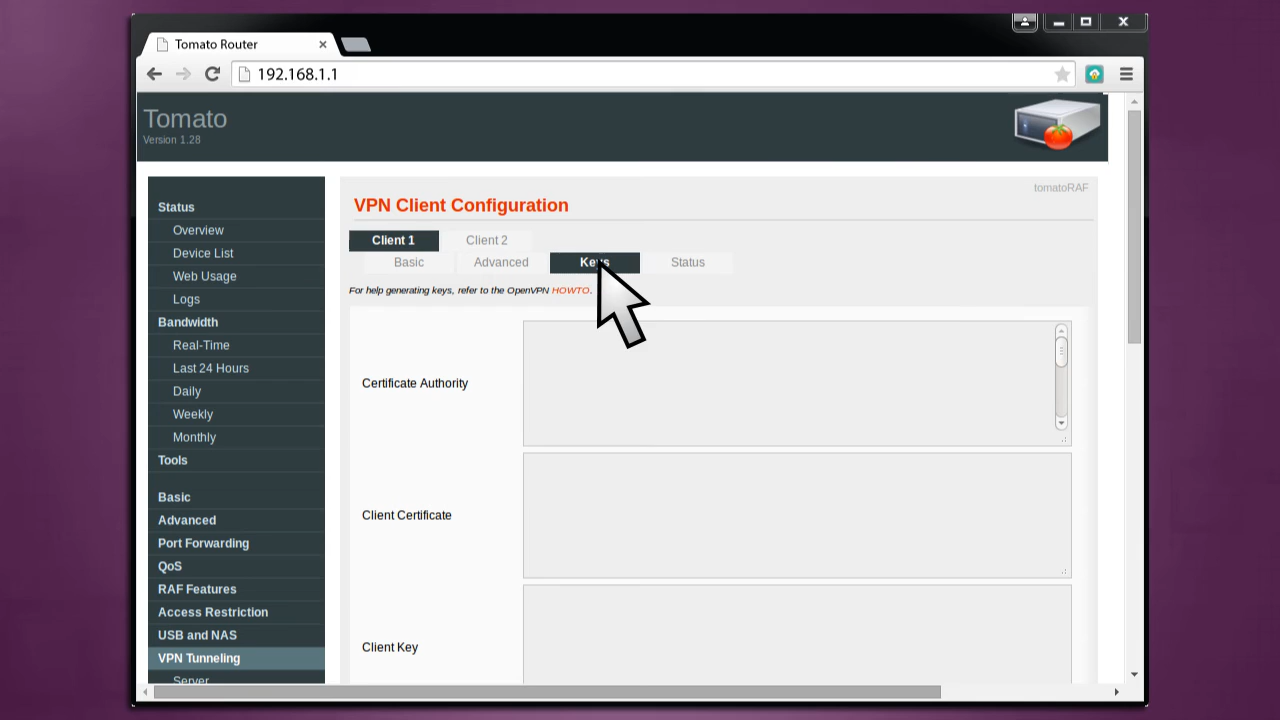 Tomato Router
192.168.1.1
Tomato
Version 1.28
tomatoRAF
Status
Overview
Device List
Web Usage
Logs
Bandwidth
Real-Time
Last 24 Hours
Daily
Weekly
Monthly
Tools
Basic
Advanced
Port Forwarding
QoS
RAF Features
Access Restriction
USB and NAS
VPN Tunneling
Server
VPN Client Configuration
Client 1
Client 2
Basic
Advanced
Keys
Status
For help generating keys, refer to the OpenVPN HOWTO.
Certificate Authority
Client Certificate
Client Key